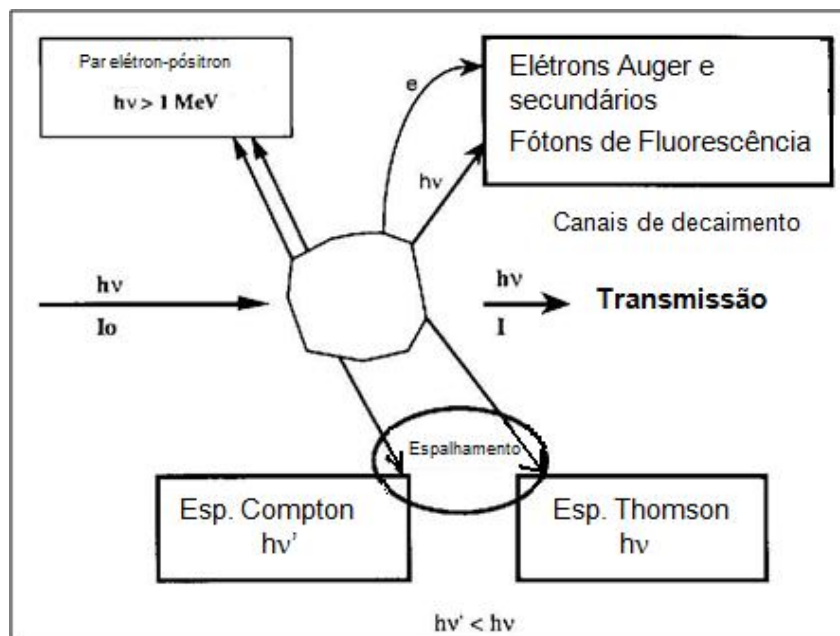 Par elétron-pósitron
hν > 1 MeV
Elétrons Auger e
secundários
Fótons de Fluorescência
e
hν
Canais de decaimento
hν
Io
hν
I
Transmissão
Espalhamento
Esp. Compton
hν'
Esp. Thomson
hν
hν' < hν